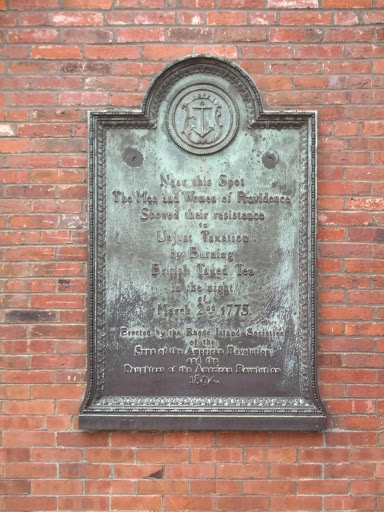 Near this Spot
The Men and Women of Providence
Showed their resistance
to
Unjust Taxation
by Burning
British Taxed Tea
in the night
of
March 2nd 1775.
Erected by the Rhode Island Societies
of the
Sons of the American Revolution
and the
Daughters of the American Revolution
1894